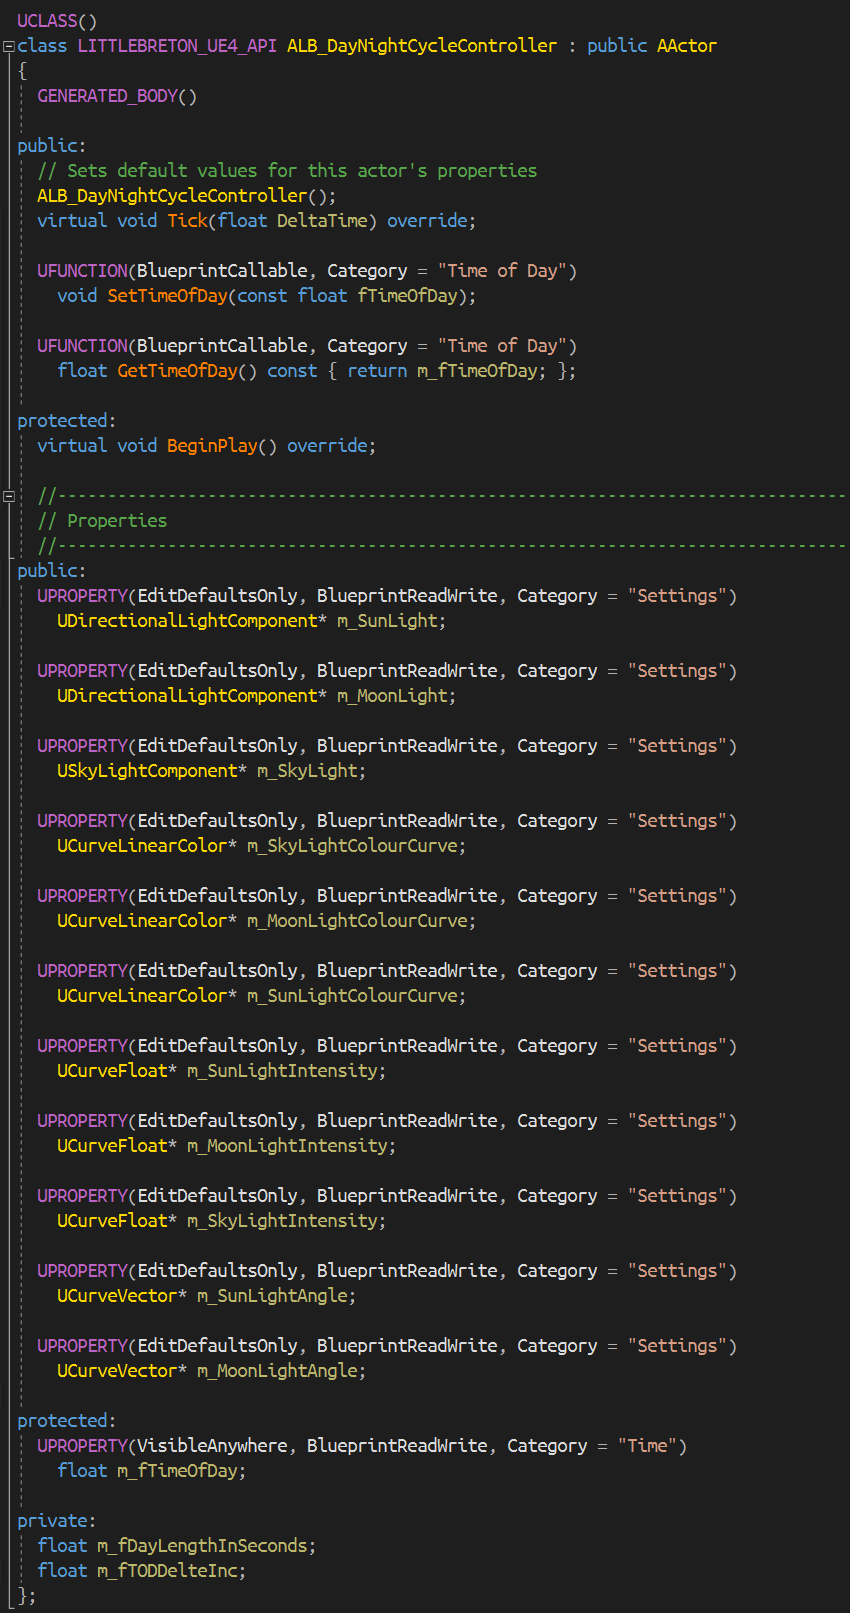 UCLASS()
class LITTLEBRETON_UE4_API ALB_DayNightCycleController : public AActor
{
GENERATED_BODY()
public:
// Sets default values for this actor's properties
ALB_DayNightCycleController();
virtual void Tick(float DeltaTime) override;
UFUNCTION(BlueprintCallable, Category = "Time of Day")
void SetTimeOfDay(const float fTimeOfDay);
UFUNCTION(BlueprintCallable, Category = "Time of Day")
float GetTimeOfDay() const { return m_fTimeOfDay; };
protected:
virtual void BeginPlay() override;
//-------------------------------------------------------------------------------
// Properties
//-------------------------------------------------------------------------------
public:
UPROPERTY(EditDefaultsOnly, BlueprintReadWrite, Category = "Settings")
UDirectionalLightComponent* m_SunLight;
UPROPERTY(EditDefaultsOnly, BlueprintReadWrite, Category = "Settings")
UDirectionalLightComponent* m_MoonLight;
UPROPERTY(EditDefaultsOnly, BlueprintReadWrite, Category = "Settings")
USkyLightComponent* m_SkyLight;
UPROPERTY(EditDefaultsOnly, BlueprintReadWrite, Category = "Settings")
UCurveLinearColor* m_SkyLightColourCurve;
UPROPERTY(EditDefaultsOnly, BlueprintReadWrite, Category = "Settings")
UCurveLinearColor* m_MoonLightColourCurve;
UPROPERTY(EditDefaultsOnly, BlueprintReadWrite, Category = "Settings")
UCurveLinearColor* m_SunLightColourCurve;
UPROPERTY(EditDefaultsOnly, BlueprintReadWrite, Category = "Settings")
UCurveFloat* m_SunLightIntensity;
UPROPERTY(EditDefaultsOnly, BlueprintReadWrite, Category = "Settings")
UCurveFloat* m_MoonLightIntensity;
UPROPERTY(EditDefaultsOnly, BlueprintReadWrite, Category = "Settings")
UCurveFloat* m_SkyLightIntensity;
UPROPERTY(EditDefaultsOnly, BlueprintReadWrite, Category = "Settings")
UCurveVector* m_SunLightAngle;
UPROPERTY(EditDefaultsOnly, BlueprintReadWrite, Category = "Settings")
UCurveVector* m_MoonLightAngle;
protected:
UPROPERTY(VisibleAnywhere, BlueprintReadWrite, Category = "Time")
float m_fTimeOfDay;
private:
float m_fDayLengthInSeconds;
float m_fTODDelteInc;
};